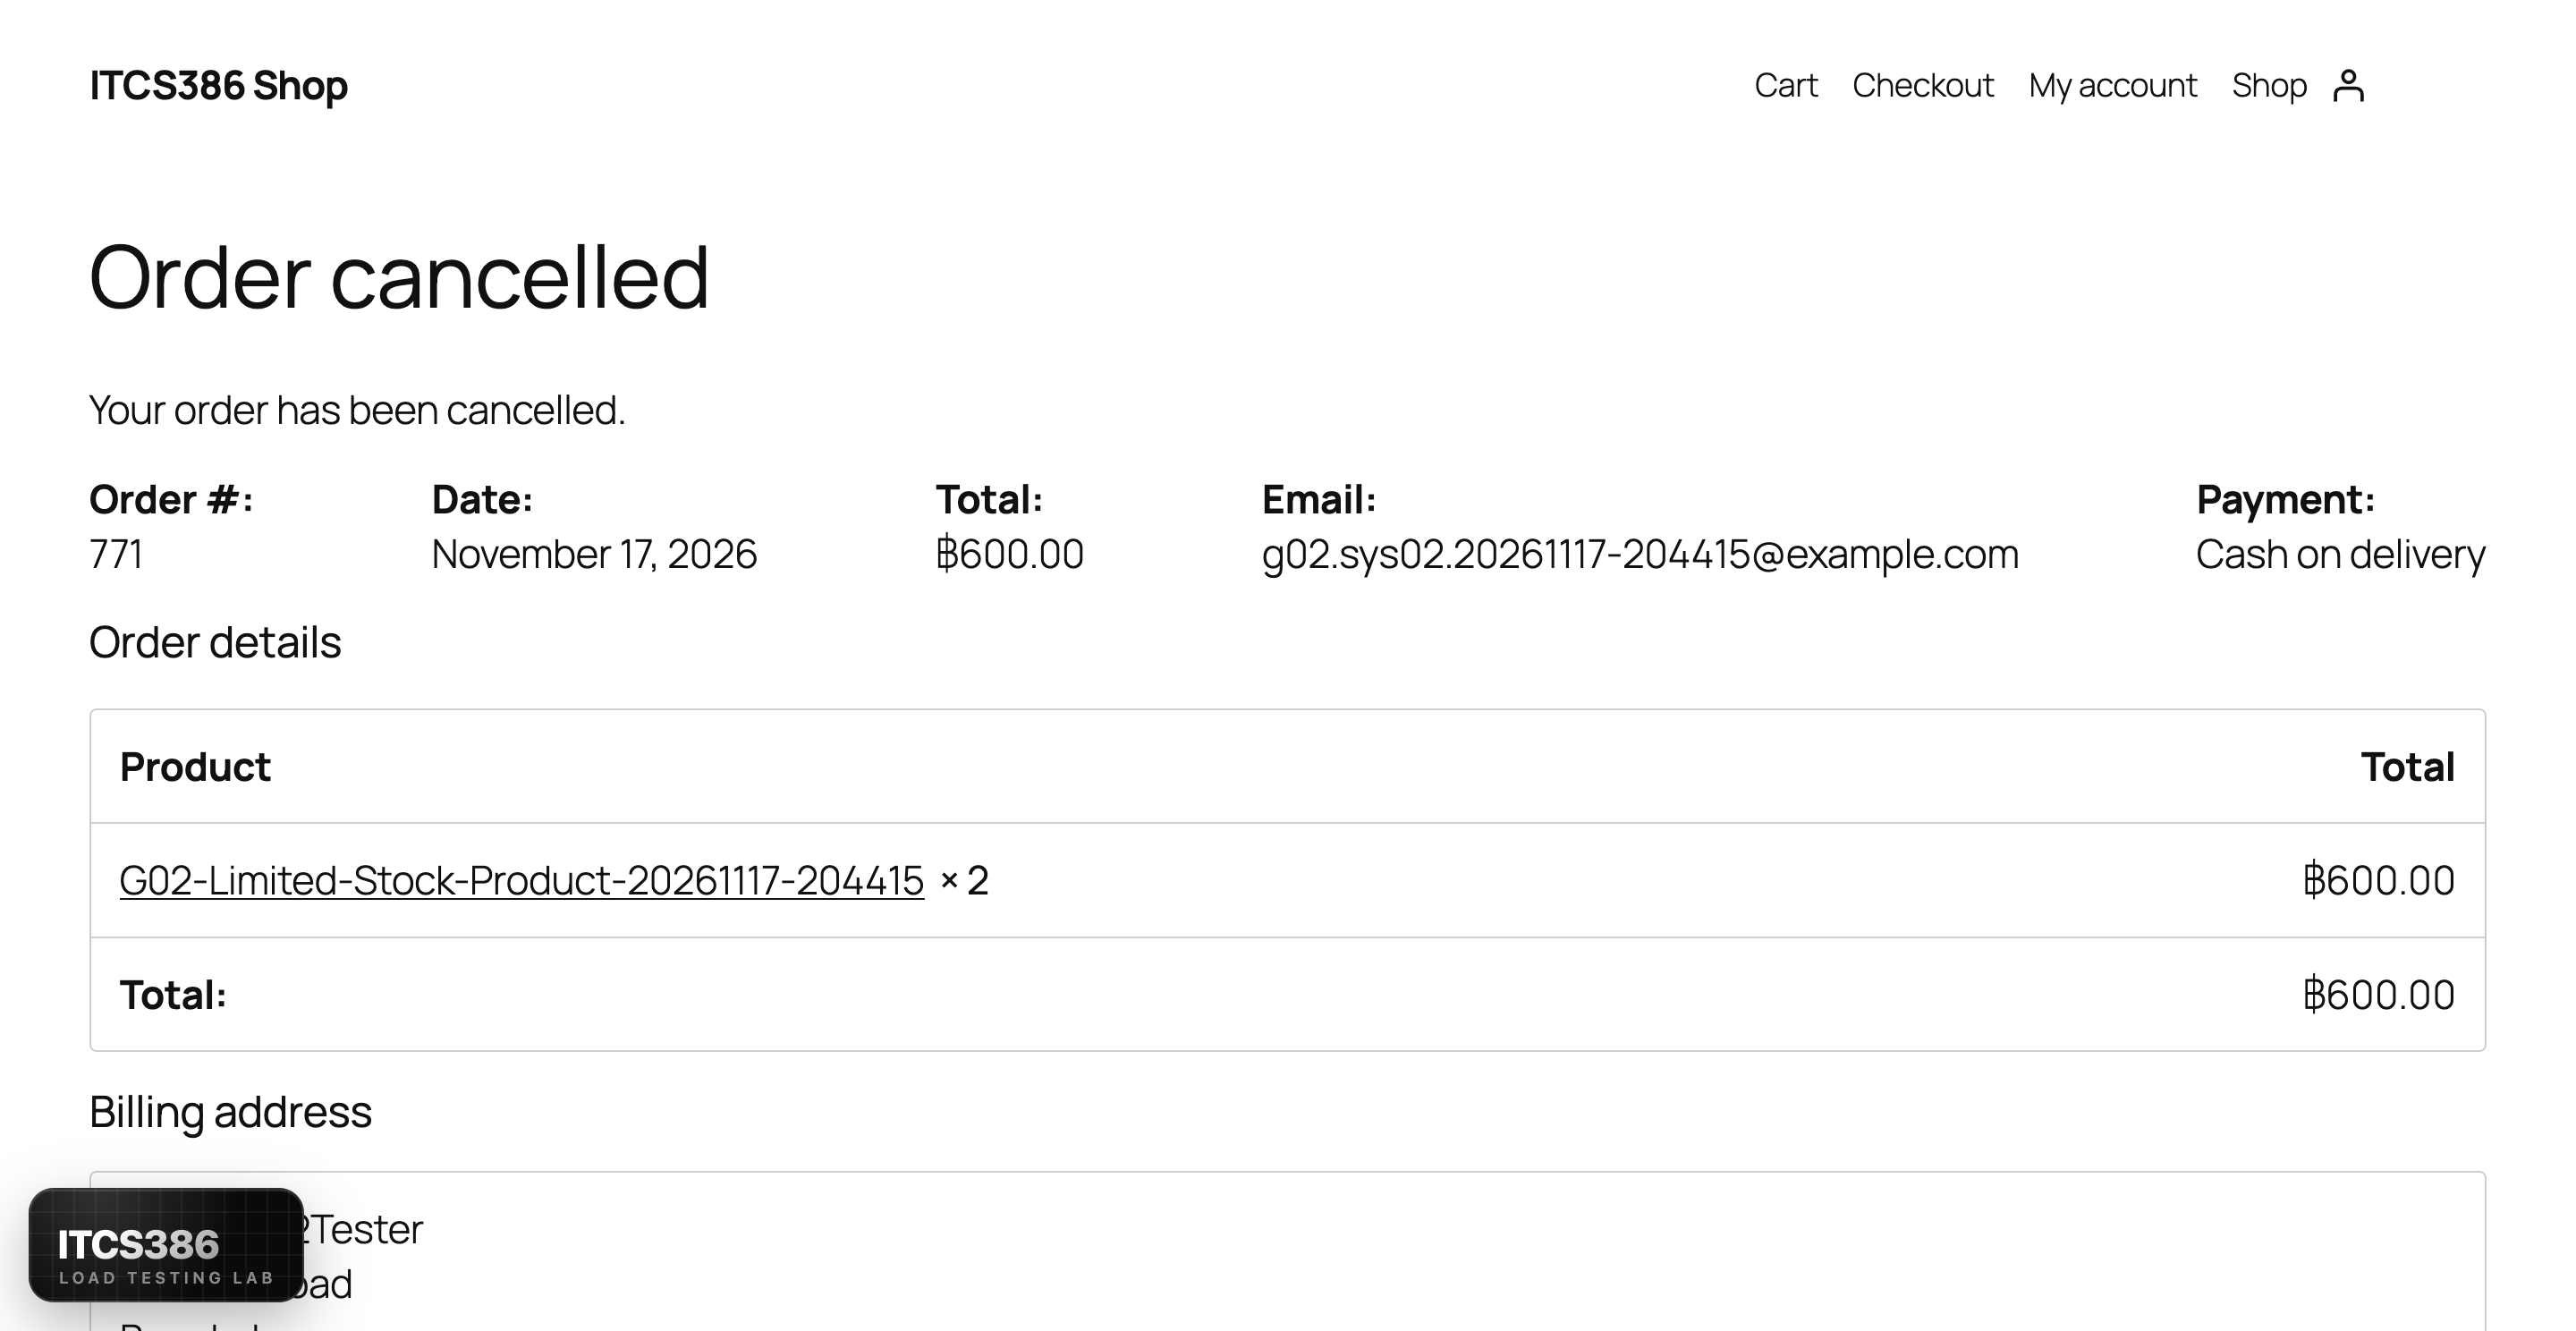 ITCS386 Shop
Cart Checkout My account Shop
Order cancelled
Your order has been cancelled.
Order #: Date: Total: Email: Payment:
771 November 17, 2026 ฿600.00 g02.sys02.20261117-204415@example.com Cash on delivery
Order details
Product Total
G02-Limited-Stock-Product-20261117-204415 × 2 ฿600.00
Total: ฿600.00
Billing address
ITCS386
LOAD TESTING LAB